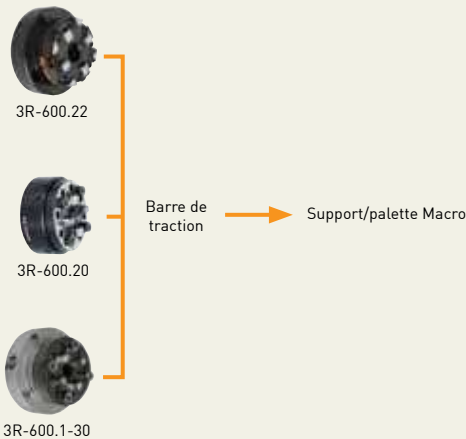 3R-600.22
Barre de
traction
Support/palette Macro
3R-600.20
3R-600.1-30